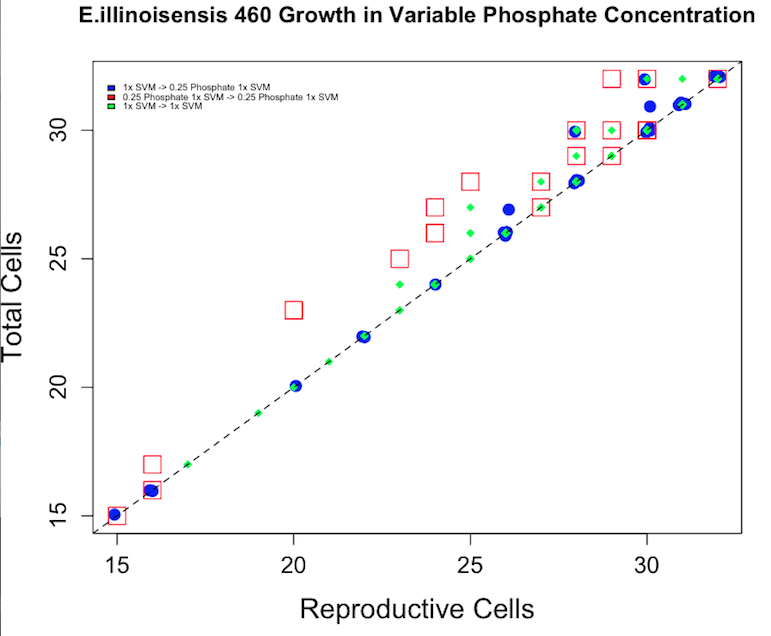 E.illinoisensis 460 Growth in Variable Phosphate Concentration
1x SVM -> 0.25 Phosphate 1x SVM
0.25 Phosphate 1x SVM -> 0.25 Phosphate 1x SVM
1x SVM -> 1x SVM
Total Cells
30
25
20
15
15 20 25 30
Reproductive Cells